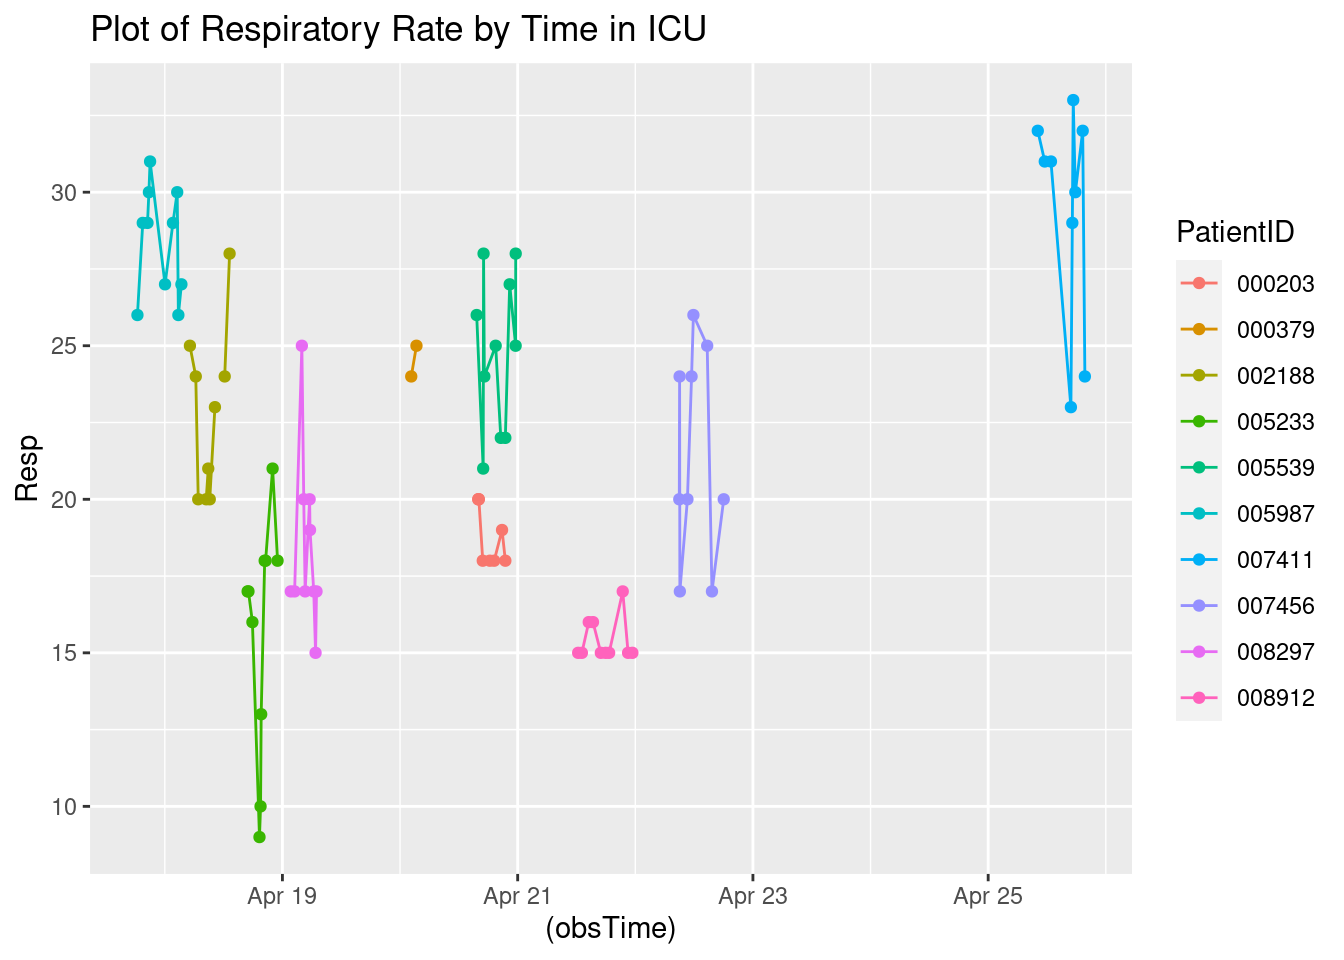 Plot of Respiratory Rate by Time in ICU
Resp
30
25
20
15
10
Apr 19
Apr 21
Apr 23
Apr 25
(obsTime)
PatientID
000203
000379
002188
005233
005539
005987
007411
007456
008297
008912